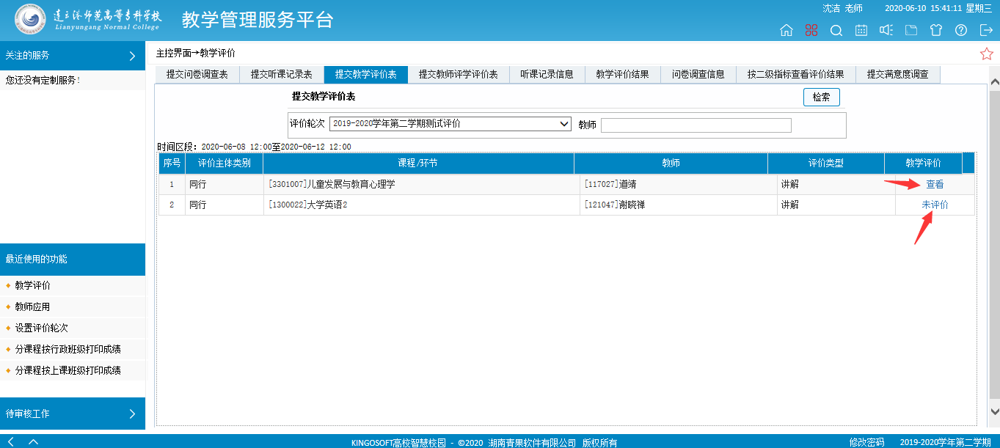 连云港师范高等专科学校
Lianyungang Normal College
教学管理服务平台
沈洁 老师 2020-06-10 15:41:11 星期三
关注的服务
您还没有定制服务!
主控界面→教学评价
提交问卷调查表 提交听课记录表 提交教学评价表 提交教师评学评价表 听课记录信息 教学评价结果 问卷调查信息 按二级指标查看评价结果 提交满意度调查
提交教学评价表 检索
评价轮次 2019-2020学年第二学期测试评价 教师
时间区段：2020-06-08 12:00至2020-06-12 12:00
序号 评价主体类别 课程/环节 教师 评价类型 教学评价
1 同行 [3301007]儿童发展与教育心理学 [117027]道靖 讲解 查看
2 同行 [1300022]大学英语2 [121047]谢晓禅 讲解 未评价
最近使用的功能
教学评价
教师应用
设置评价轮次
分课程按行政班级打印成绩
分课程按上课班级打印成绩
待审核工作
KINGOSOFT高校智慧校园 - ©2020 湖南青果软件有限公司 版权所有
修改密码 2019-2020学年第二学期